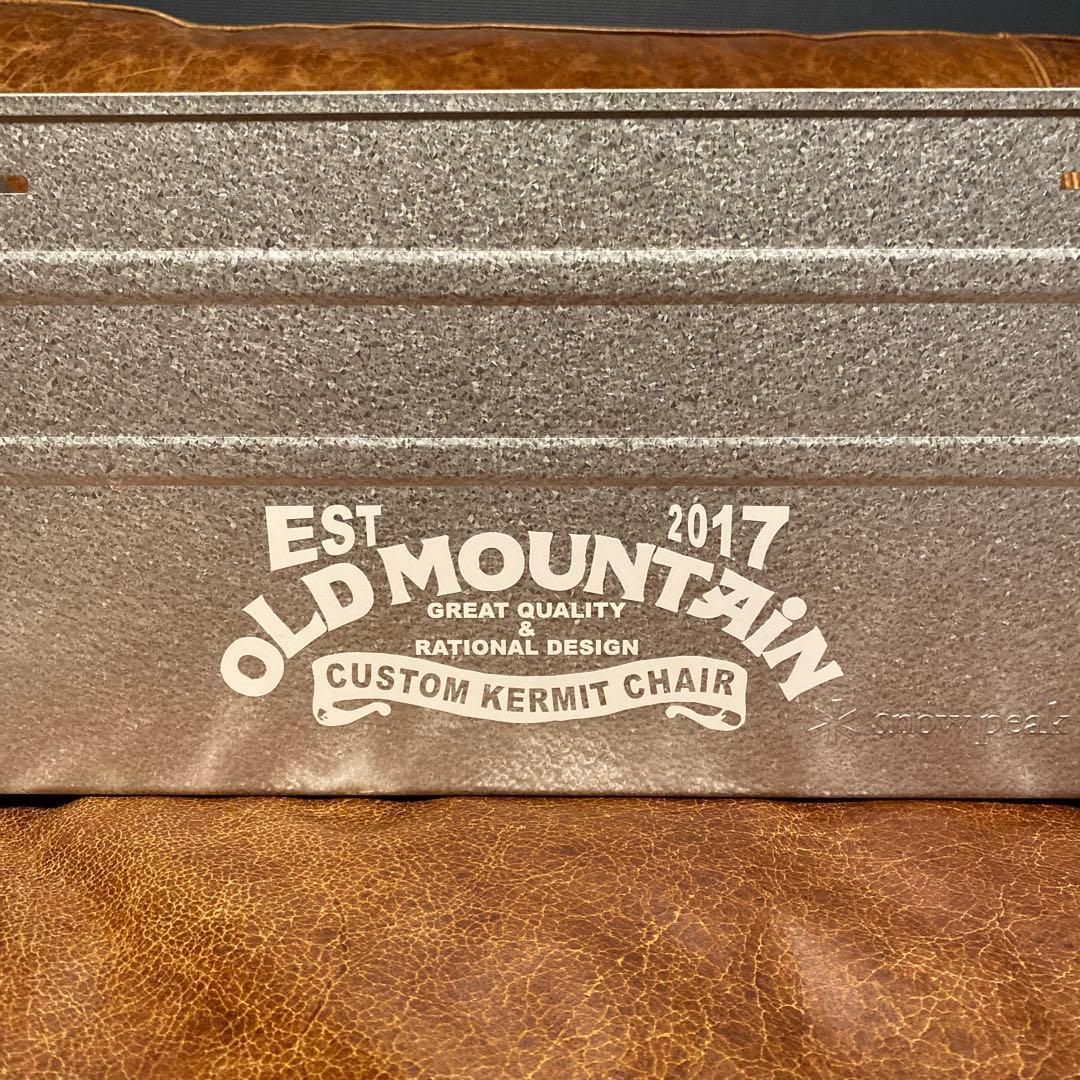 EST 2017
OLD MOUNTAiN
GREAT QUALITY
&
RATIONAL DESIGN
CUSTOM KERMIT CHAIR
snow peak